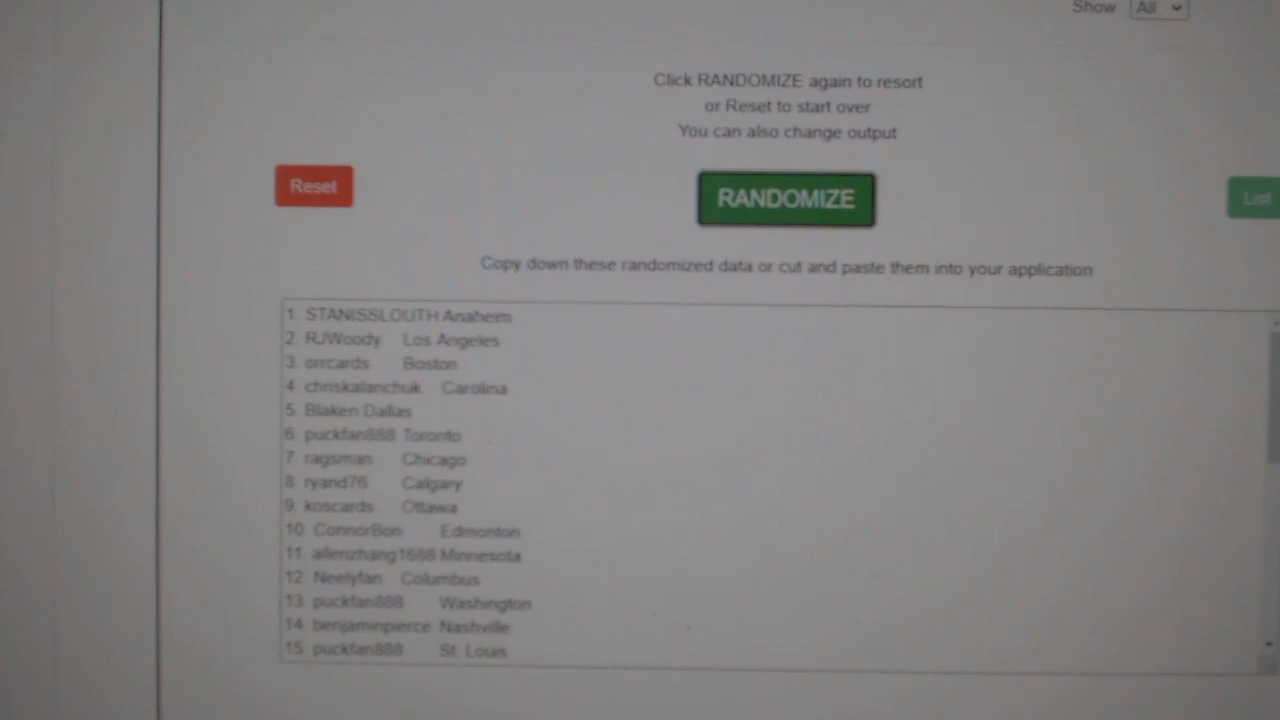 Show All
Click RANDOMIZE again to resort
or Reset to start over
You can also change output
Reset
RANDOMIZE
List
Copy down these randomized data or cut and paste them into your application
1. STANISSLOUTH Anaheim
2. RJWoody Los Angeles
3. orrcards Boston
4. chriskalanchuk Carolina
5. Blaken Dallas
6. puckfan888 Toronto
7. ragsman Chicago
8. ryand76 Calgary
9. koscards Ottawa
10. ConnorBon Edmonton
11. allenzhang1688 Minnesota
12. Neelyfan Columbus
13. puckfan888 Washington
14. benjaminpierce Nashville
15. puckfan888 St. Louis